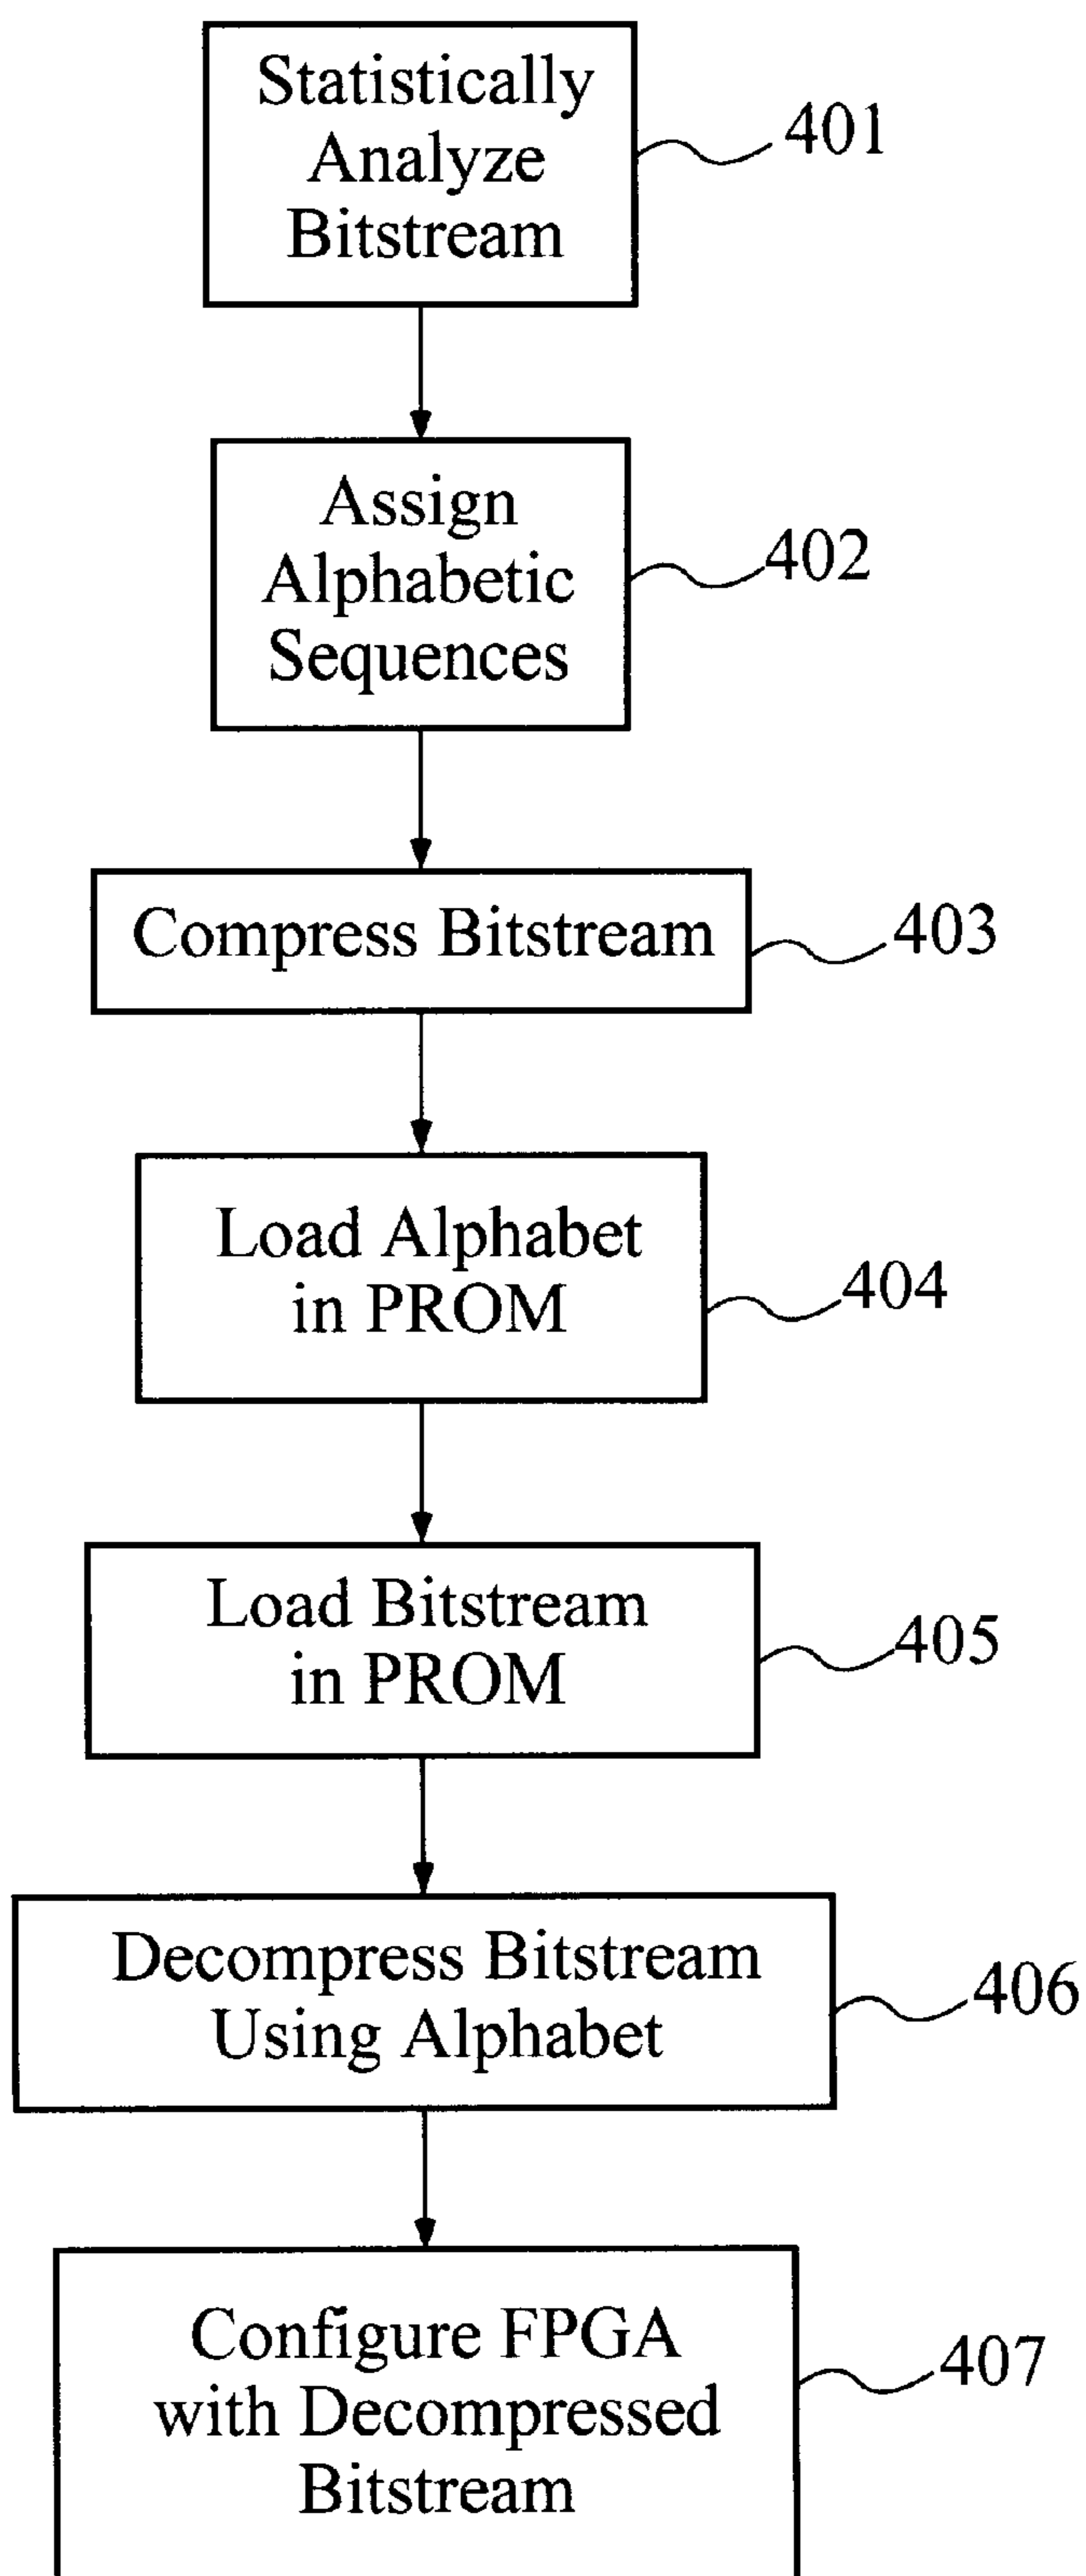 Statistically
Analyze
Bitstream
401
Assign
Alphabetic
Sequences
402
Compress Bitstream
403
Load Alphabet
in PROM
404
Load Bitstream
in PROM
405
Decompress Bitstream
Using Alphabet
406
Configure FPGA
with Decompressed
Bitstream
407